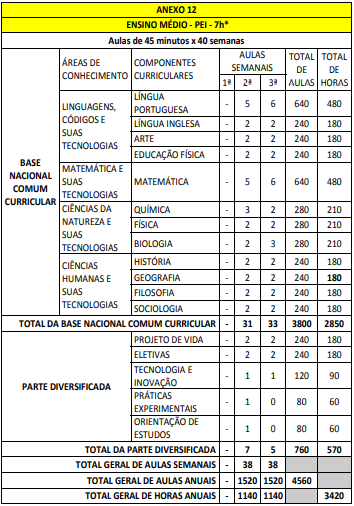 ANEXO 12
ENSINO MÉDIO - PEI - 7h*
Aulas de 45 minutos x 40 semanas
ÁREAS DE CONHECIMENTO COMPONENTES CURRICULARES AULAS SEMANAIS TOTAL DE AULAS TOTAL DE HORAS
1ª 2ª 3ª
BASE NACIONAL COMUM CURRICULAR
LINGUAGENS, CÓDIGOS E SUAS TECNOLOGIAS
LÍNGUA PORTUGUESA - 5 6 640 480
LÍNGUA INGLESA - 2 2 240 180
ARTE - 2 2 240 180
EDUCAÇÃO FÍSICA - 2 2 240 180
MATEMÁTICA E SUAS TECNOLOGIAS
MATEMÁTICA - 5 6 640 480
CIÊNCIAS DA NATUREZA E SUAS TECNOLOGIAS
QUÍMICA - 3 2 280 210
FÍSICA - 2 2 280 210
BIOLOGIA - 2 3 280 210
CIÊNCIAS HUMANAS E SUAS TECNOLOGIAS
HISTÓRIA - 2 2 240 180
GEOGRAFIA - 2 2 240 180
FILOSOFIA - 2 2 240 180
SOCIOLOGIA - 2 2 240 180
TOTAL DA BASE NACIONAL COMUM CURRICULAR - 31 33 3800 2850
PARTE DIVERSIFICADA
PROJETO DE VIDA - 2 2 240 180
ELETIVAS - 2 2 240 180
TECNOLOGIA E INOVAÇÃO - 1 1 120 90
PRÁTICAS EXPERIMENTAIS - 1 0 80 60
ORIENTAÇÃO DE ESTUDOS - 1 0 80 60
TOTAL DA PARTE DIVERSIFICADA - 7 5 760 570
TOTAL GERAL DE AULAS SEMANAIS - 38 38
TOTAL GERAL DE AULAS ANUAIS - 1520 1520 4560
TOTAL GERAL DE HORAS ANUAIS - 1140 1140 3420